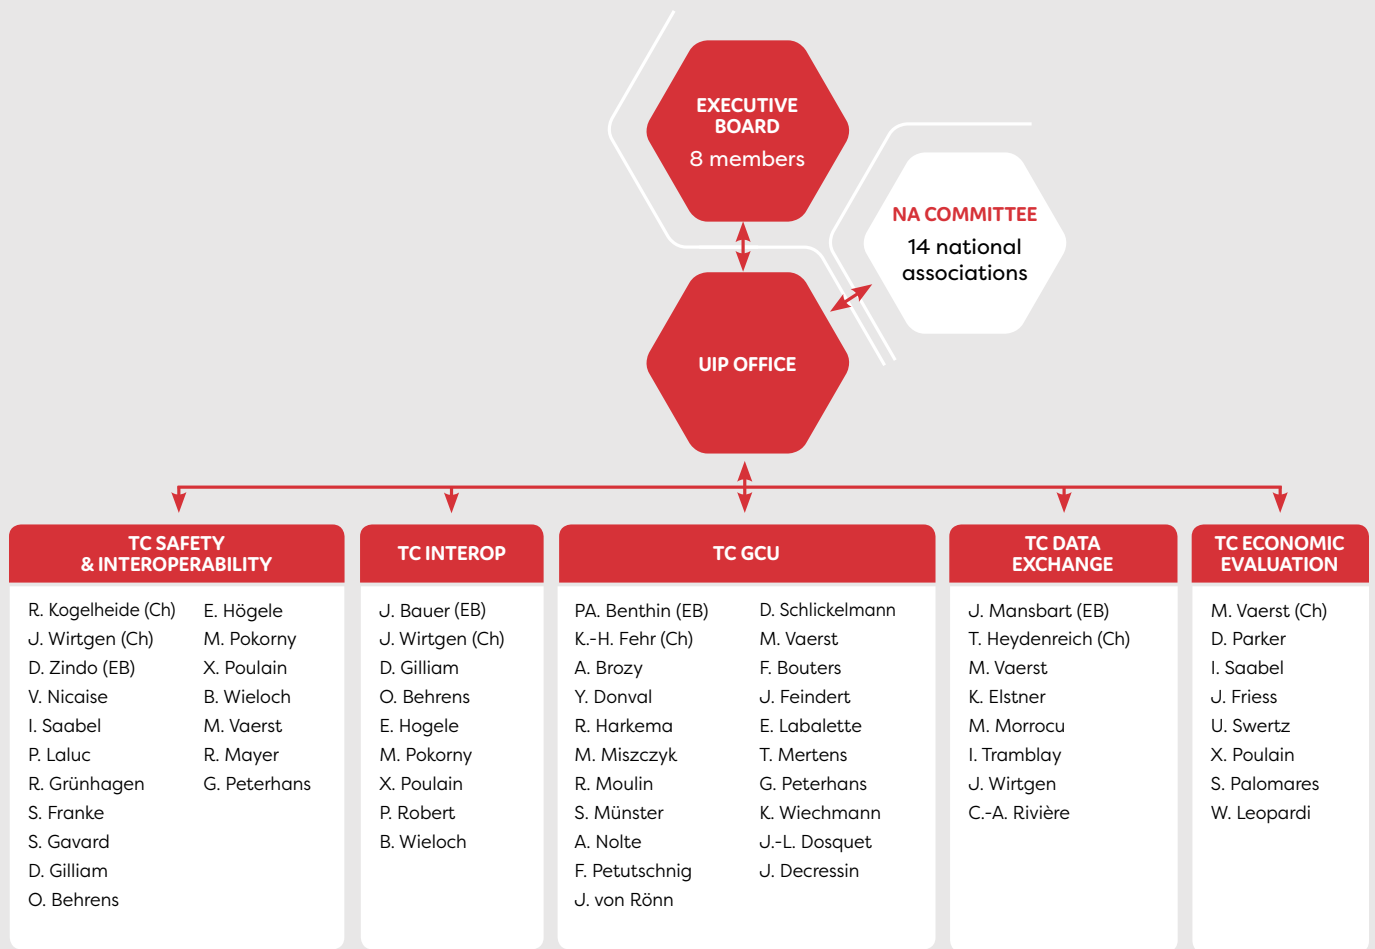 EXECUTIVE
BOARD
8 members
NA COMMITTEE
14 national
associations
UIP OFFICE
TC SAFETY
& INTEROPERABILITY
R. Kogelheide (Ch)
J. Wirtgen (Ch)
D. Zindo (EB)
V. Nicaise
I. Saabel
P. Laluc
R. Grünhagen
S. Franke
S. Gavard
D. Gilliam
O. Behrens
E. Högele
M. Pokorny
X. Poulain
B. Wieloch
M. Vaerst
R. Mayer
G. Peterhans
TC INTEROP
J. Bauer (EB)
J. Wirtgen (Ch)
D. Gilliam
O. Behrens
E. Hogele
M. Pokorny
X. Poulain
P. Robert
B. Wieloch
TC GCU
PA. Benthin (EB)
K.-H. Fehr (Ch)
A. Brozy
Y. Donval
R. Harkema
M. Miszczyk
R. Moulin
S. Münster
A. Nolte
F. Petutschnig
J. von Rönn
D. Schlickelmann
M. Vaerst
F. Bouters
J. Feindert
E. Labalette
T. Mertens
G. Peterhans
K. Wiechmann
J.-L. Dosquet
J. Decressin
TC DATA
EXCHANGE
J. Mansbart (EB)
T. Heydenreich (Ch)
M. Vaerst
K. Elstner
M. Morrocu
I. Tramblay
J. Wirtgen
C.-A. Rivière
TC ECONOMIC
EVALUATION
M. Vaerst (Ch)
D. Parker
I. Saabel
J. Friess
U. Swertz
X. Poulain
S. Palomares
W. Leopardi